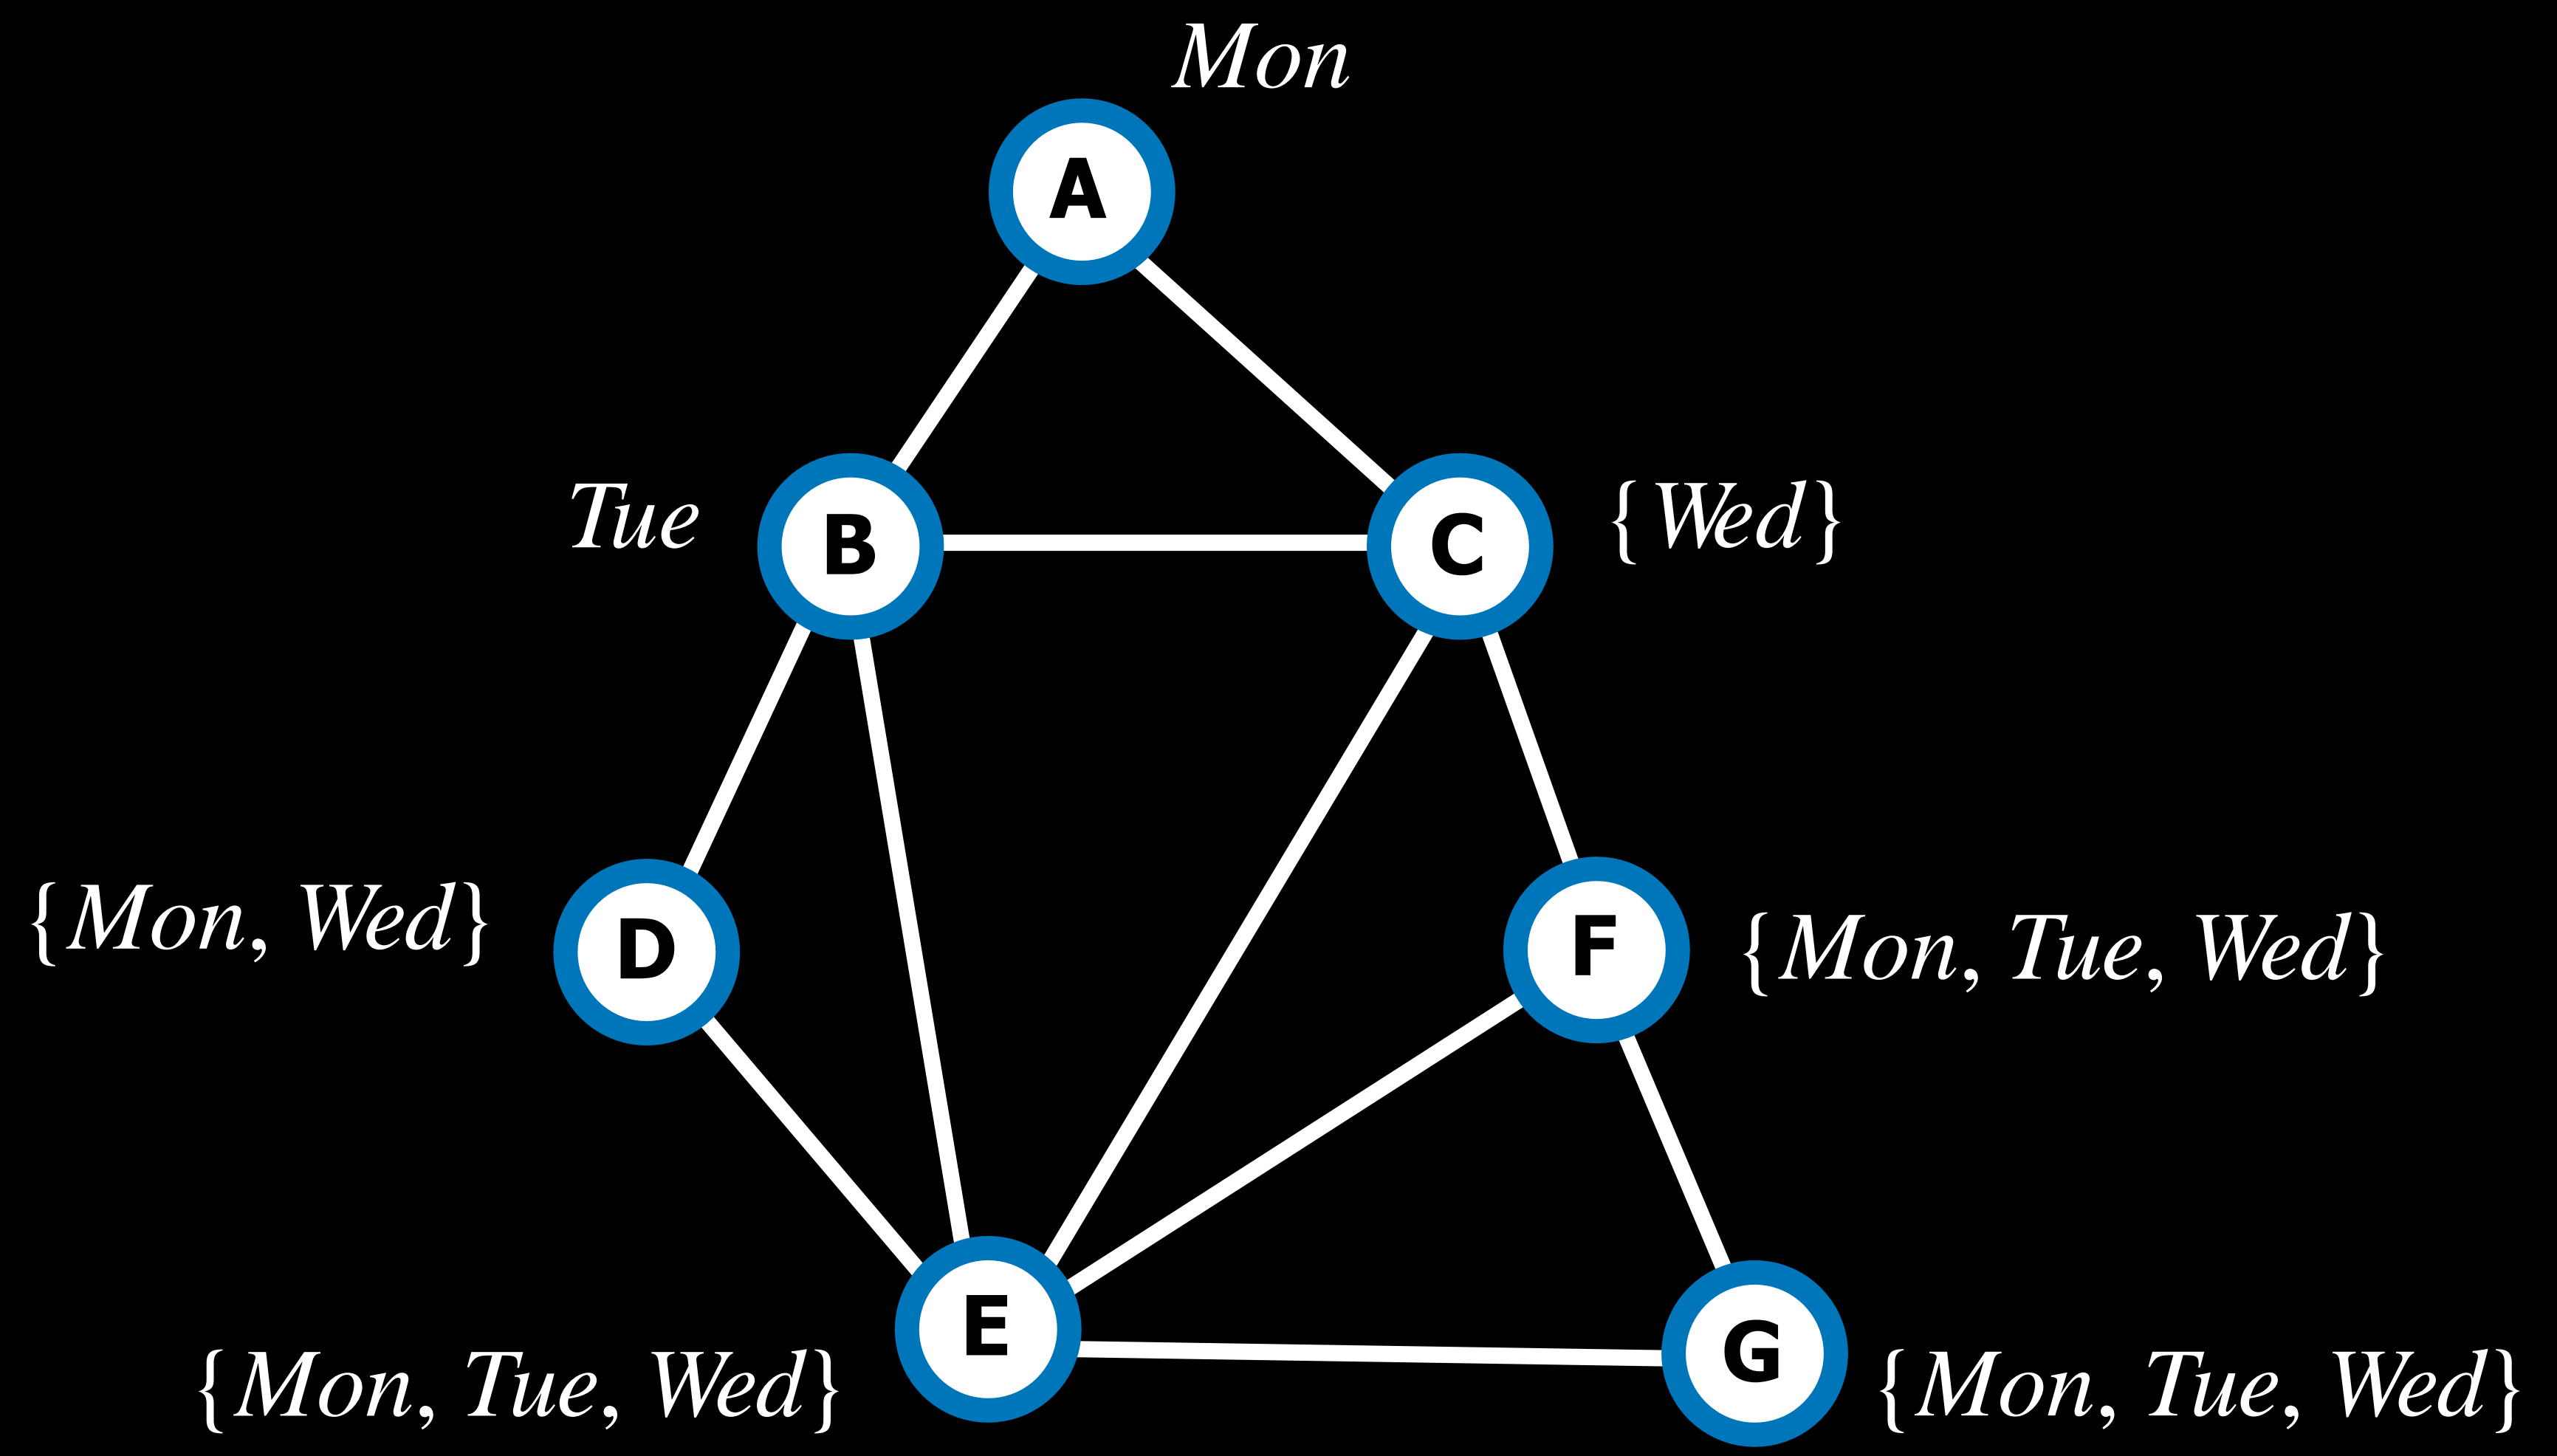 Mon
A
Tue
B
C
{Wed}
{Mon, Wed}
D
F
{Mon, Tue, Wed}
E
{Mon, Tue, Wed}
G
{Mon, Tue, Wed}